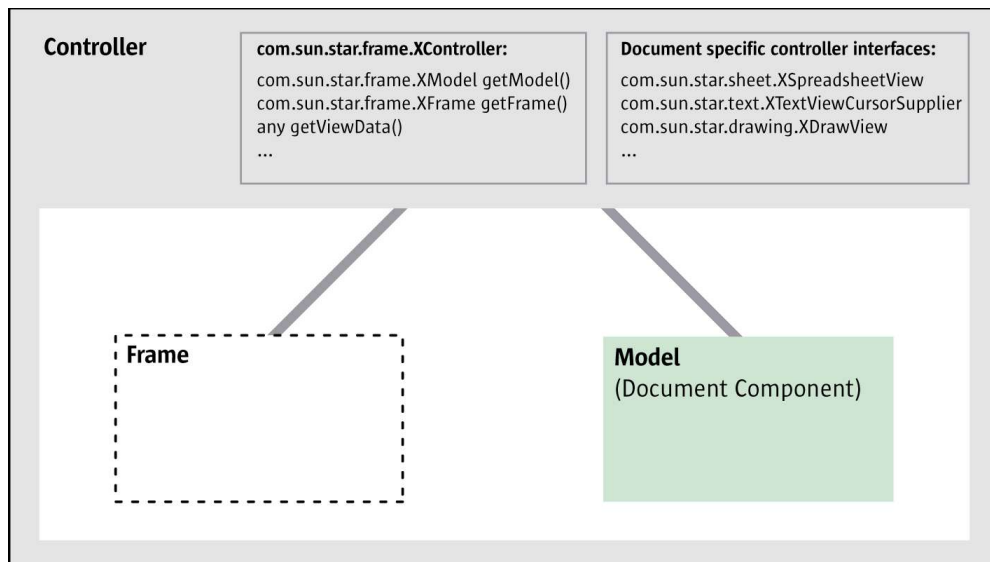 Controller
com.sun.star.frame.XController:
com.sun.star.frame.XModel getModel()
com.sun.star.frame.XFrame getFrame()
any getViewData()
...
Document specific controller interfaces:
com.sun.star.sheet.XSpreadsheetView
com.sun.star.text.XTextViewCursorSupplier
com.sun.star.drawing.XDrawView
...
Frame
Model
(Document Component)